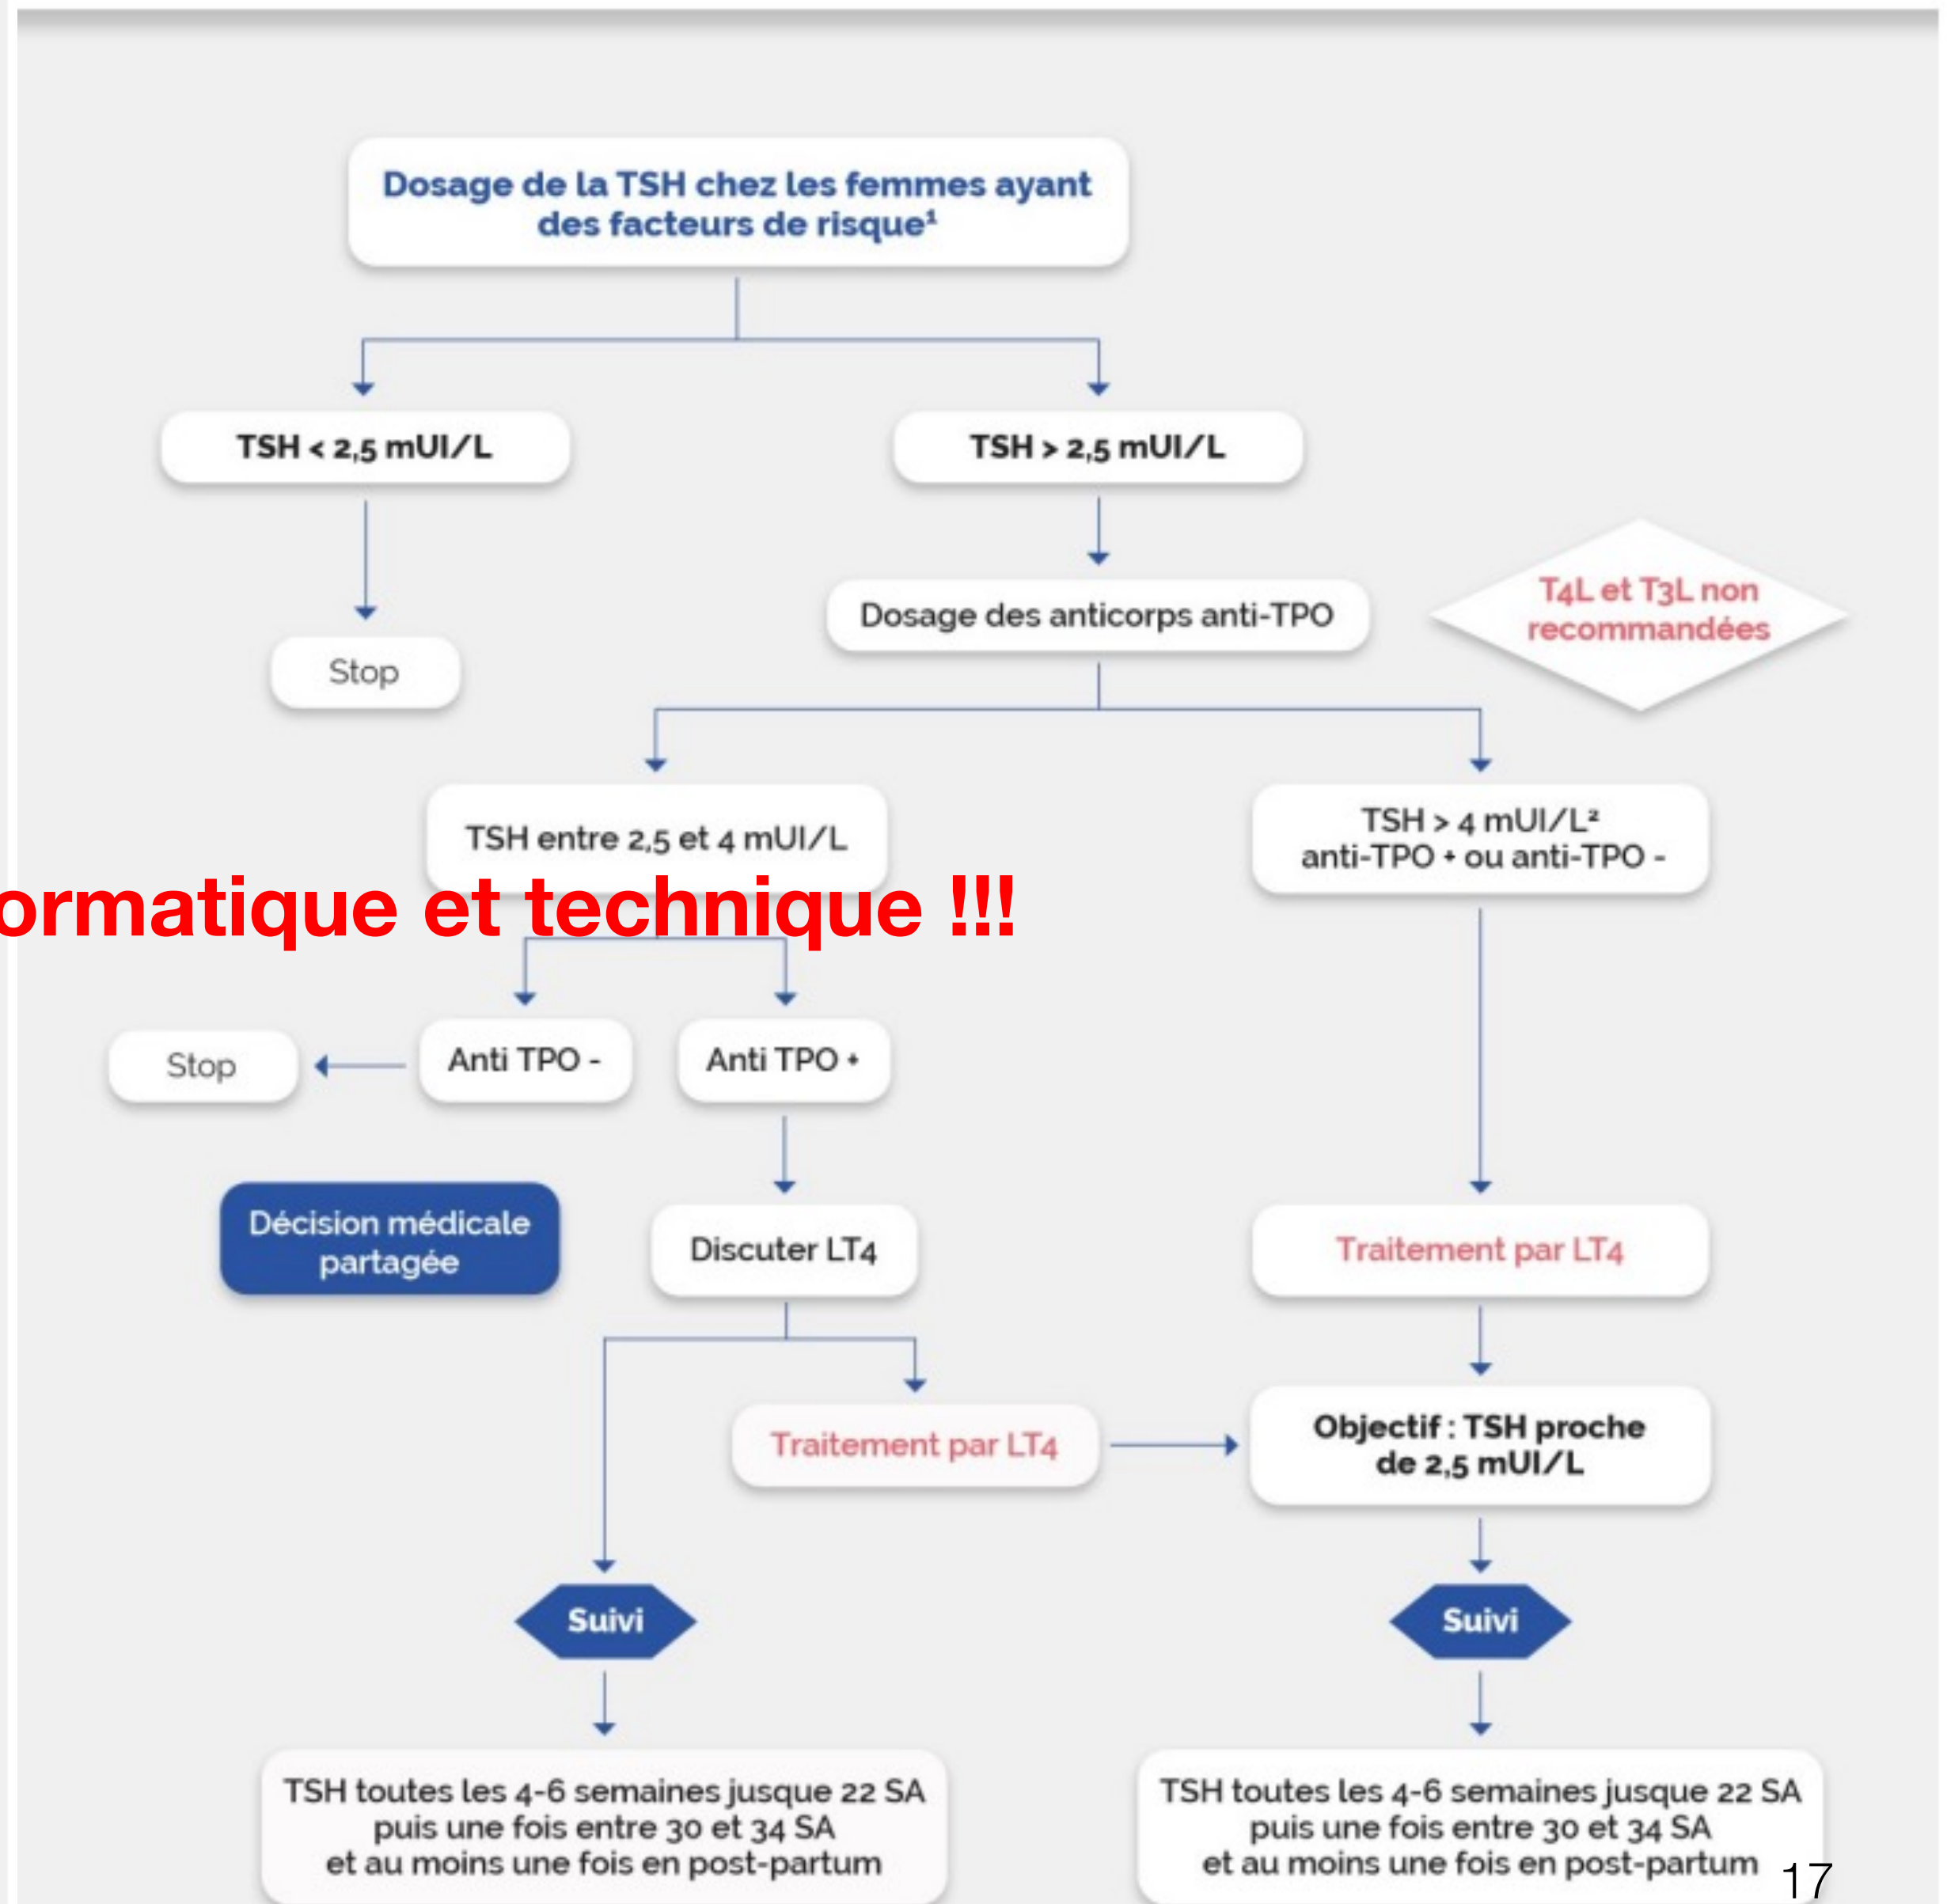 Dosage de la TSH chez les femmes ayant
des facteurs de risque¹
TSH < 2,5 mUI/L
TSH > 2,5 mUI/L
Stop
Dosage des anticorps anti-TPO
T4L et T3L non
recommandées
TSH entre 2,5 et 4 mUI/L
TSH > 4 mUI/L²
anti-TPO + ou anti-TPO -
ormatique et technique !!!
Stop
Anti TPO -
Anti TPO +
Décision médicale
partagée
Discuter LT4
Traitement par LT4
Traitement par LT4
Objectif : TSH proche
de 2,5 mUI/L
Suivi
Suivi
TSH toutes les 4-6 semaines jusque 22 SA
puis une fois entre 30 et 34 SA
et au moins une fois en post-partum
TSH toutes les 4-6 semaines jusque 22 SA
puis une fois entre 30 et 34 SA
et au moins une fois en post-partum
17